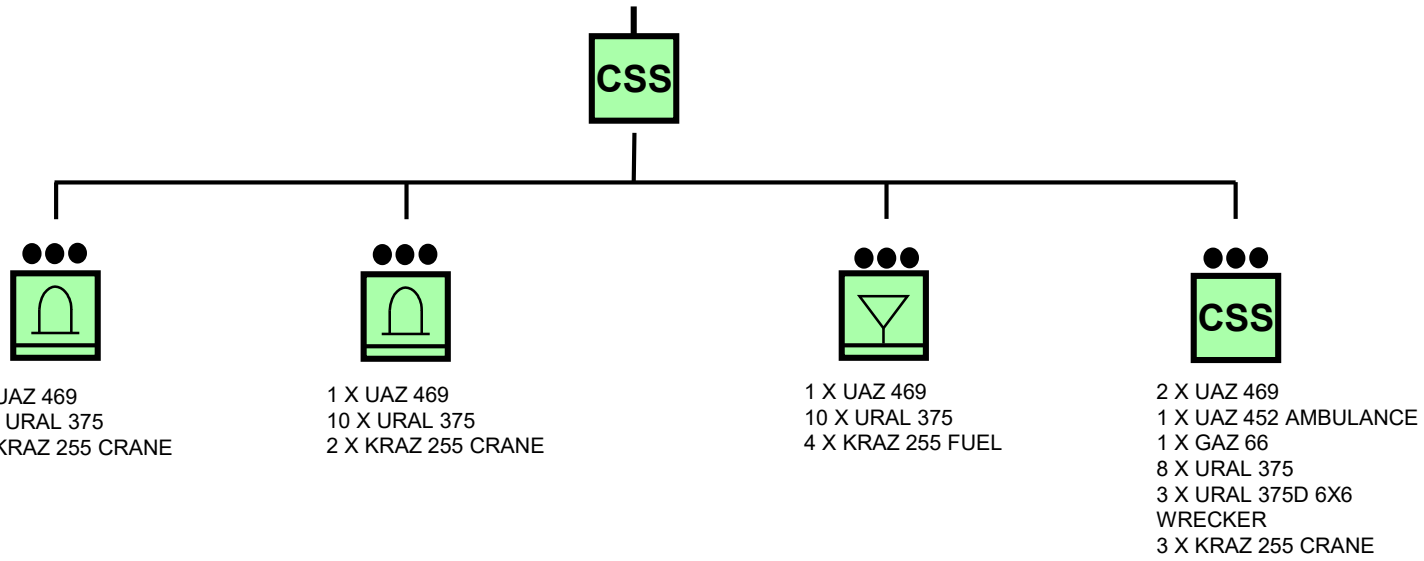 CSS
UAZ 469
URAL 375
KRAZ 255 CRANE
1 X UAZ 469
10 X URAL 375
2 X KRAZ 255 CRANE
1 X UAZ 469
10 X URAL 375
4 X KRAZ 255 FUEL
CSS
2 X UAZ 469
1 X UAZ 452 AMBULANCE
1 X GAZ 66
8 X URAL 375
3 X URAL 375D 6X6
WRECKER
3 X KRAZ 255 CRANE